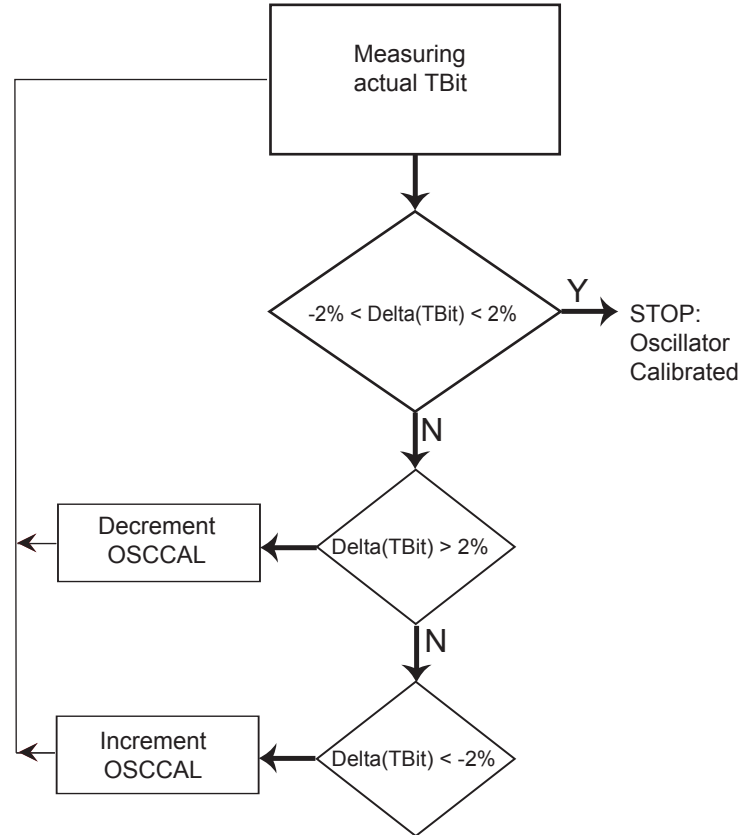 Measuring
actual TBit
-2% < Delta(TBit) < 2%
Y
STOP:
Oscillator
Calibrated
N
Decrement
OSCCAL
Delta(TBit) > 2%
N
Increment
OSCCAL
Delta(TBit) < -2%